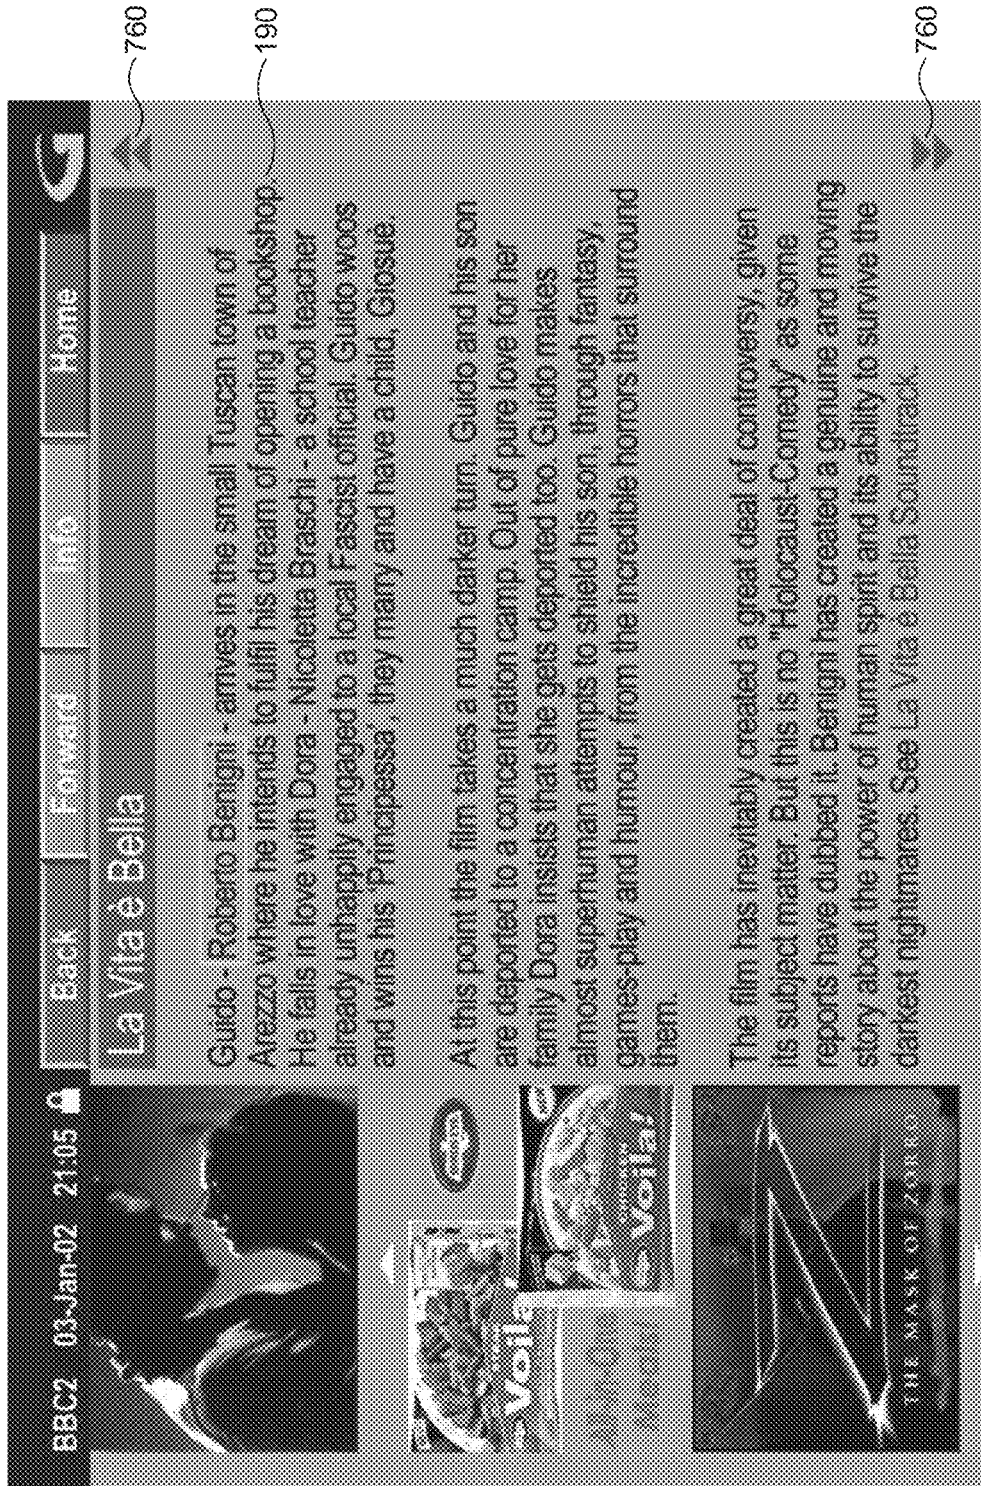 BBC2 03-Jan-02 21:05
Back
Forward
Info
Home
La Vita è Bella
760
190
760
Guido - Roberto Benigni - arrives in the small Tuscan town of
Arezzo where he intends to fulfil his dream of opening a bookshop.
He falls in love with Dora - Nicoletta Braschi - a school teacher
already unhappily engaged to a local Fascist official. Guido woos
and wins his 'Principessa', they marry and have a child, Giosué.
At this point the film takes a much darker turn. Guido and his son
are deported to a concentration camp. Out of pure love for her
family Dora insists that she gets deported too. Guido makes
almost superhuman attempts to shield his son, through fantasy,
games-play and humour, from the incredible horrors that surround
them.
The film has inevitably created a great deal of controversy, given
its subject matter. But this is no "Holocaust-Comedy" as some
reports have dubbed it. Benigni has created a genuine and moving
story about the power of human spirit and its ability to survive the
darkest nightmares. See La Vita è Bella Soundtrack.
Voila!
Voila!
THE MASK OF ZORRO